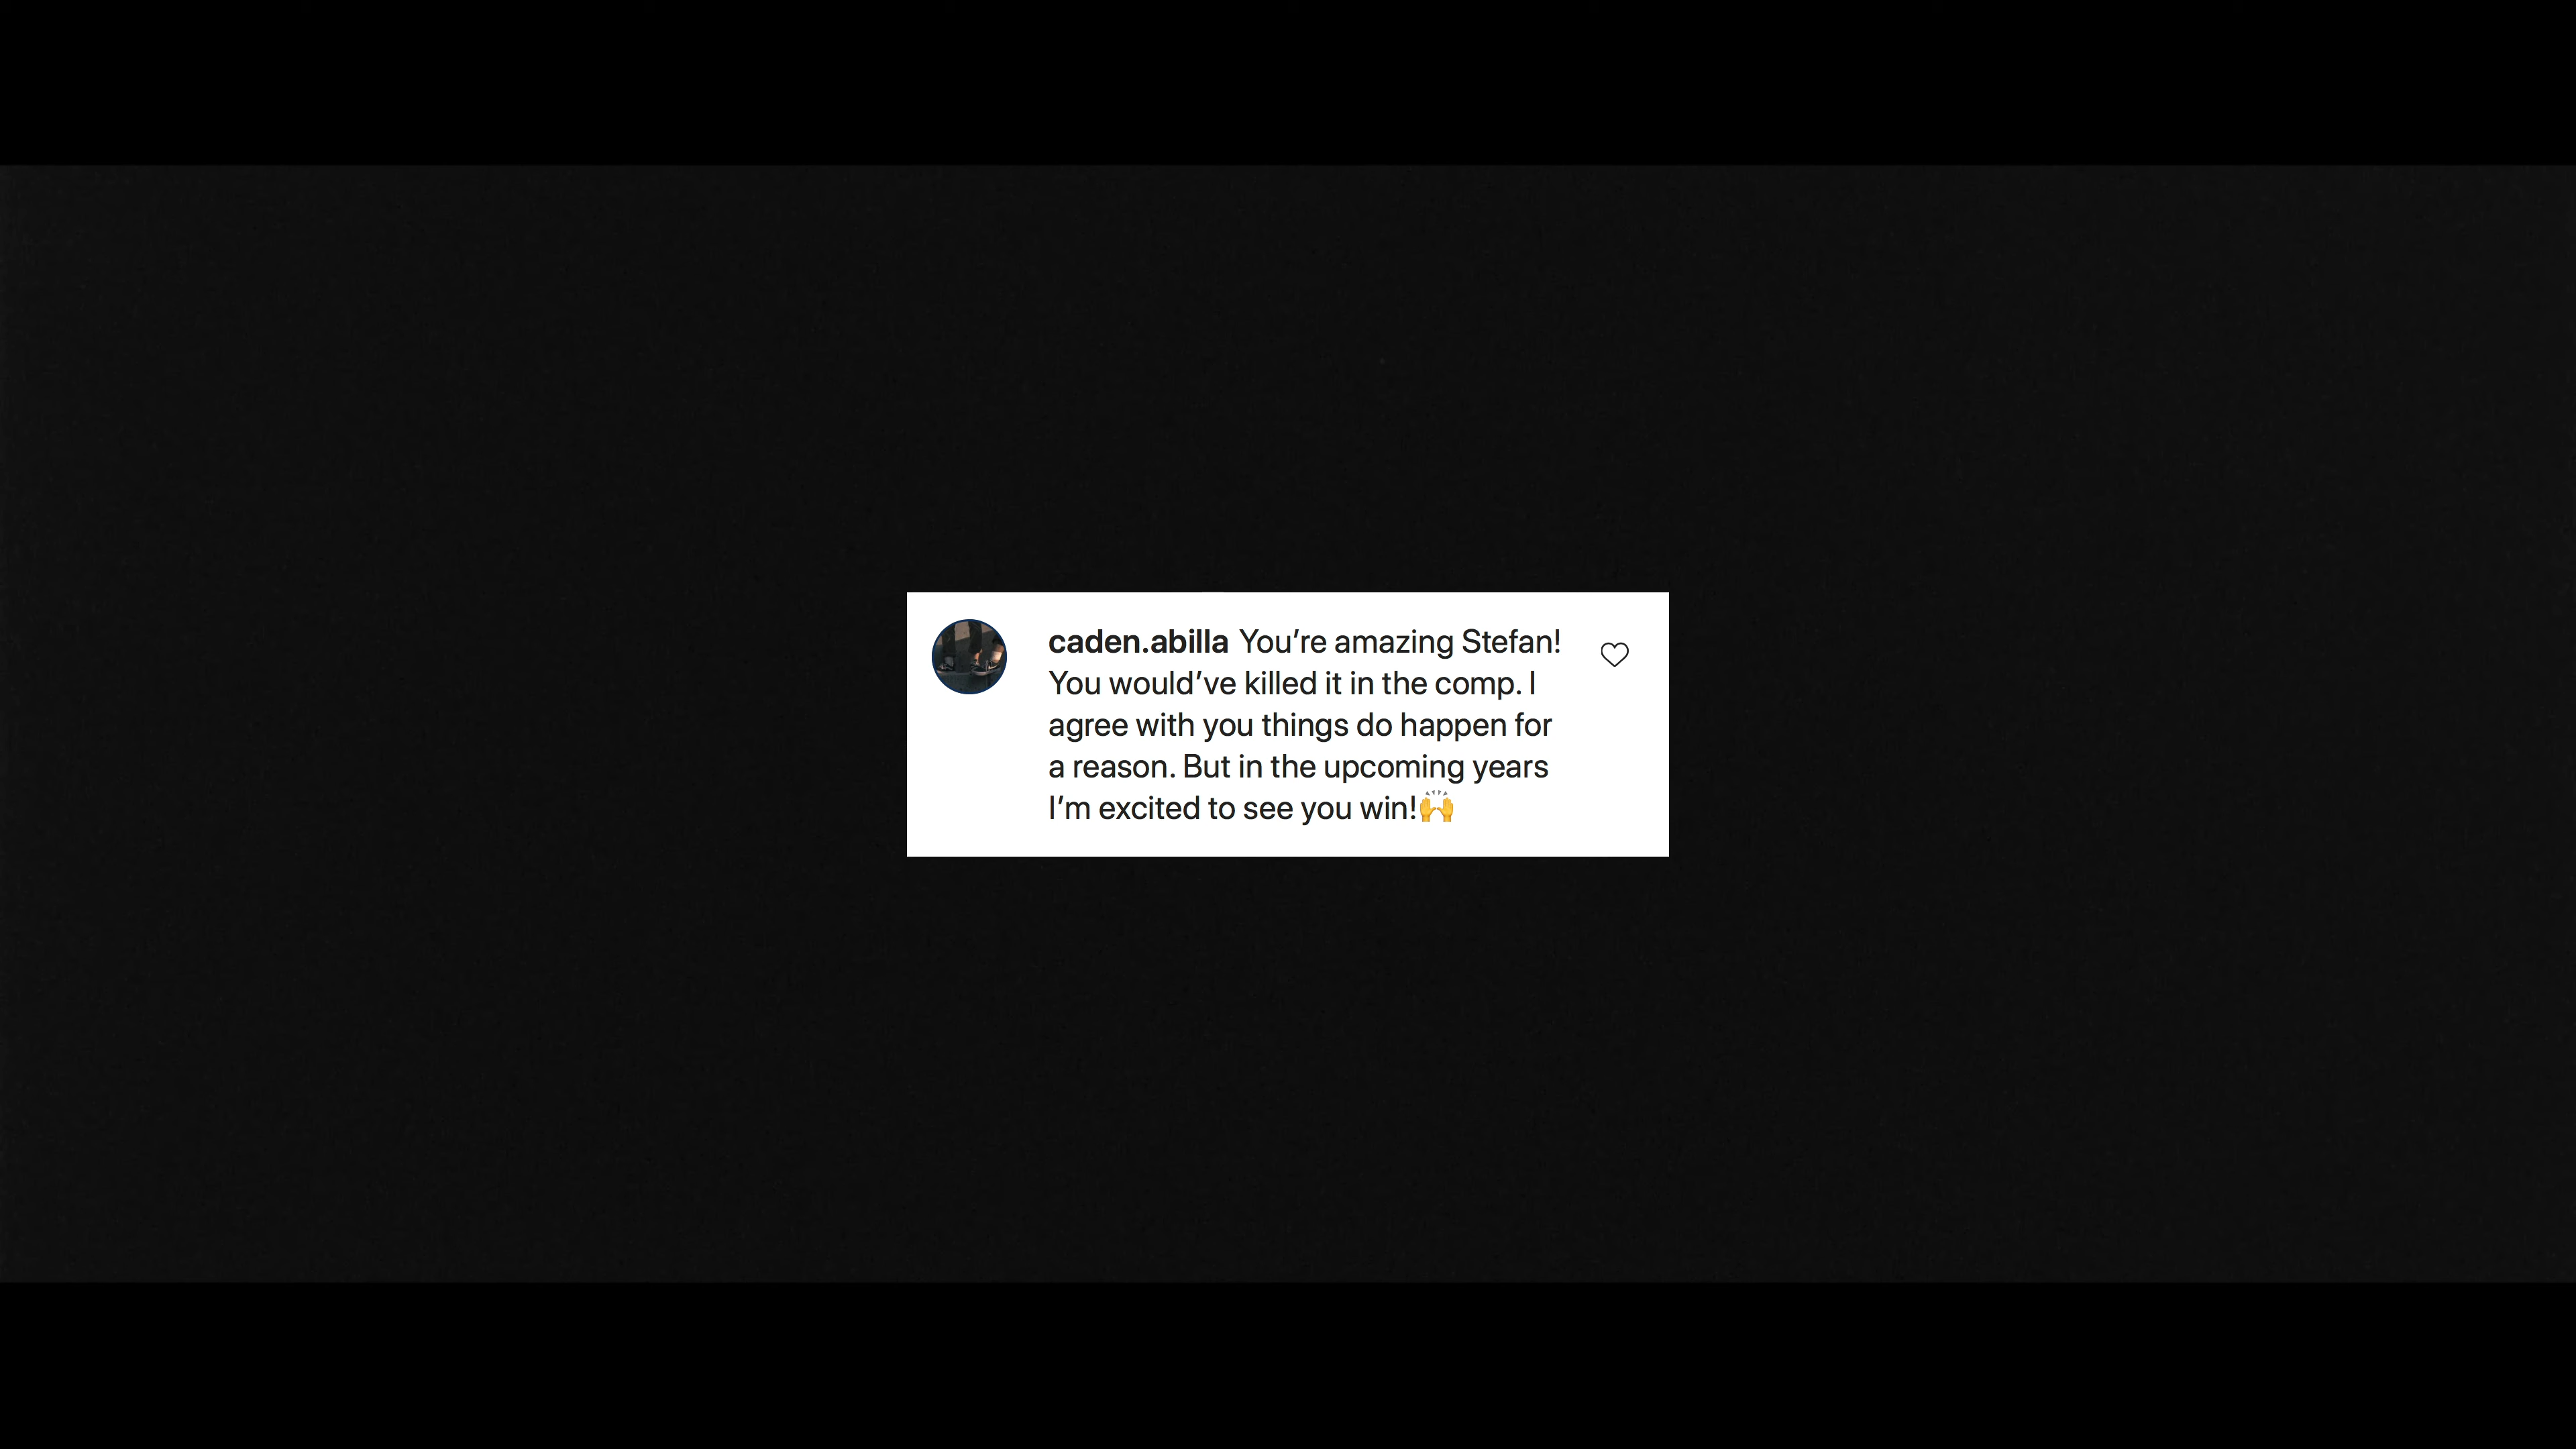 caden.abilla You’re amazing Stefan!
You would’ve killed it in the comp. I
agree with you things do happen for
a reason. But in the upcoming years
I’m excited to see you win!🙌